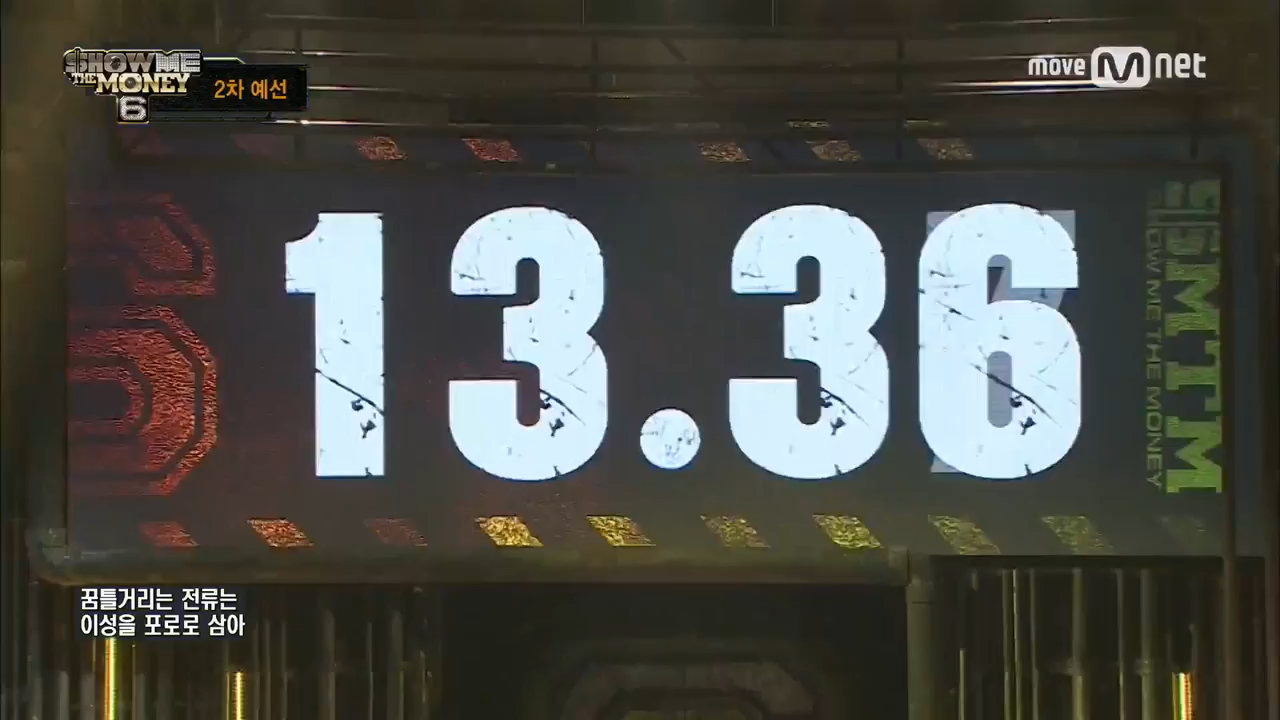 $HOW ME
THE MONEY
6
2차 예선
move Mnet
13.36
SMTM
SHOW ME THE MONEY
꿈틀거리는 전류는
이성을 포로로 삼아